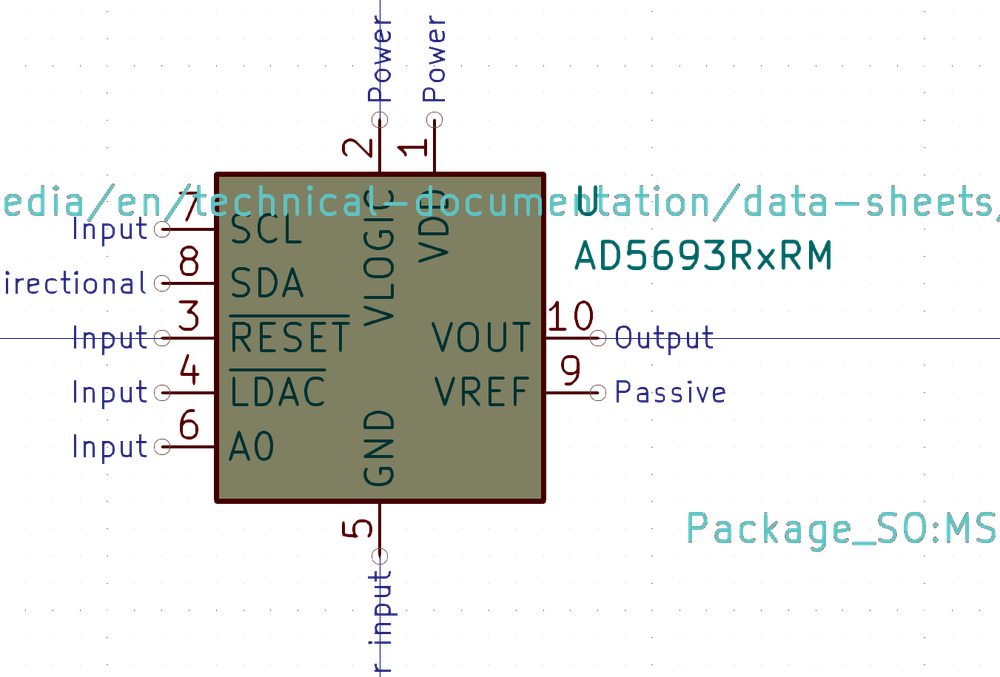 Power
Power
2
1
edia/en/technical-documentation/data-sheets/
U
7
Input
SCL
VLOGIC
VDD
AD5693RxRM
8
irectional
SDA
3
Input
RESET
VOUT
10
Output
4
Input
LDAC
VREF
9
Passive
6
Input
A0
GND
5
Package_SO:MS
r input